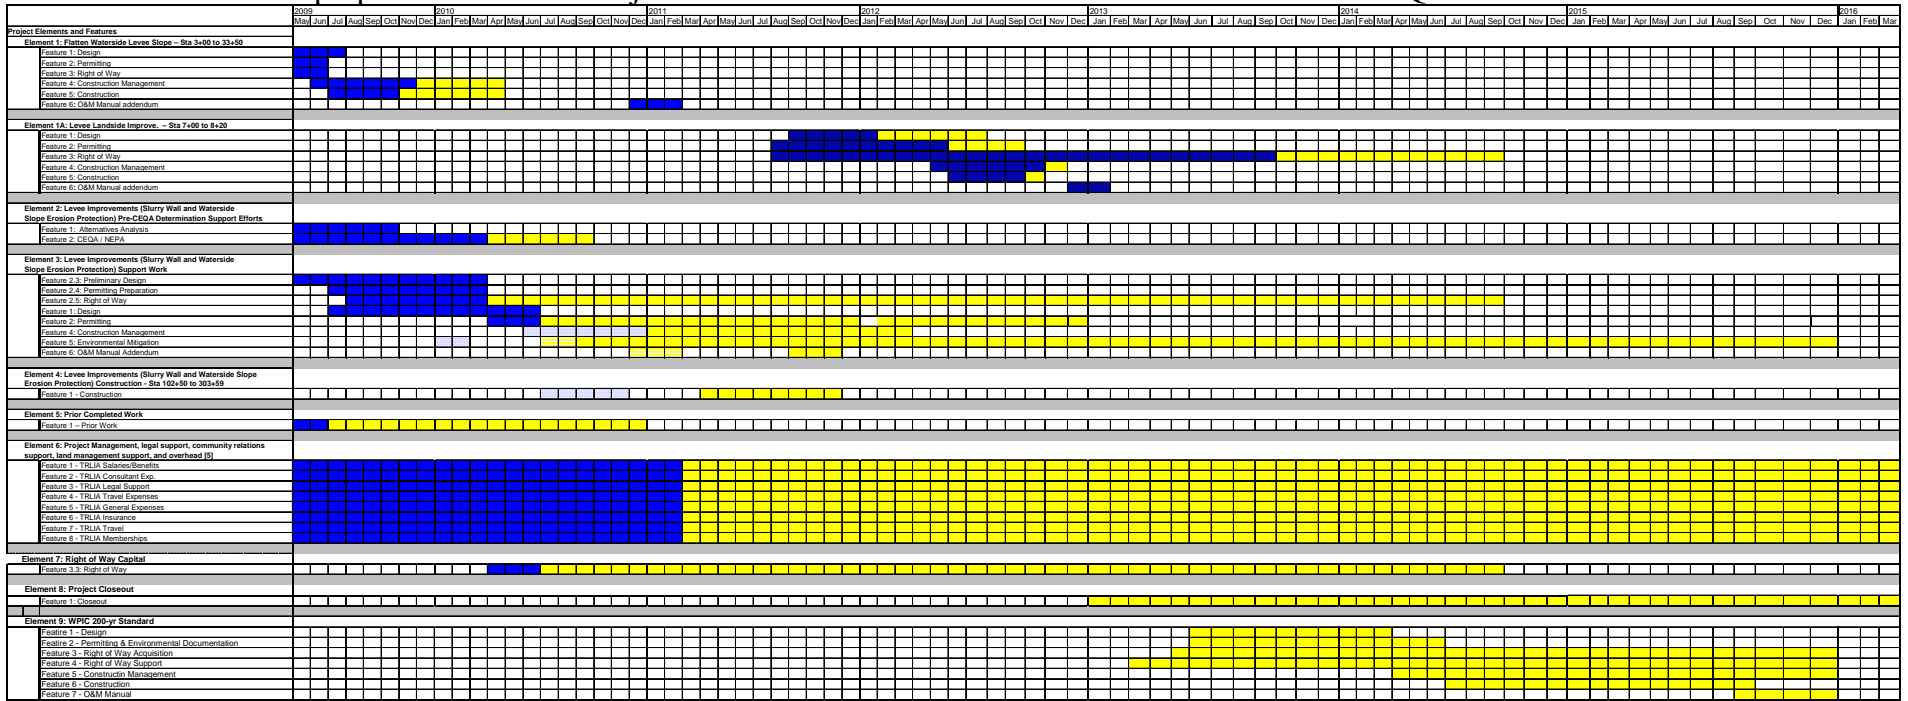 2009 2010 2011 2012 2013 2014 2015 2016
May Jun Jul Aug Sep Oct Nov Dec Jan Feb Mar Apr May Jun Jul Aug Sep Oct Nov Dec Jan Feb Mar Apr May Jun Jul Aug Sep Oct Nov Dec Jan Feb Mar Apr May Jun Jul Aug Sep Oct Nov Dec Jan Feb Mar Apr May Jun Jul Aug Sep Oct Nov Dec Jan Feb Mar Apr May Jun Jul Aug Sep Oct Nov Dec Jan Feb Mar Apr May Jun Jul Aug Sep Oct Nov Dec Jan Feb Mar
Project Elements and Features
Element 1: Flatten Waterside Levee Slope – Sta 3+00 to 33+50
Feature 1: Design
Feature 2: Permitting
Feature 3: Right of Way
Feature 4: Construction Management
Feature 5: Construction
Feature 6: O&M Manual addendum
Element 1A: Levee Landside Improve. – Sta 7+00 to 8+20
Feature 1: Design
Feature 2: Permitting
Feature 3: Right of Way
Feature 4: Construction Management
Feature 5: Construction
Feature 6: O&M Manual addendum
Element 2: Levee Improvements (Slurry Wall and Waterside
Slope Erosion Protection) Pre-CEQA Determination Support Efforts
Feature 1: Alternatives Analysis
Feature 2: CEQA / NEPA
Element 3: Levee Improvements (Slurry Wall and Waterside
Slope Erosion Protection) Support Work
Feature 2.3: Preliminary Design
Feature 2.4: Permitting Preparation
Feature 2.5: Right of Way
Feature 1: Design
Feature 2: Permitting
Feature 4: Construction Management
Feature 5: Environmental Mitigation
Feature 6: O&M Manual Addendum
Element 4: Levee Improvements (Slurry Wall and Waterside Slope
Erosion Protection) Construction - Sta 102+50 to 303+59
Feature 1 - Construction
Element 5: Prior Completed Work
Feature 1 – Prior Work
Element 6: Project Management, legal support, community relations
support, land management support, and overhead [5]
Feature 1 - TRLIA Salaries/Benefits
Feature 2 - TRLIA Consultant Exp.
Feature 3 - TRLIA Legal Support
Feature 4 - TRLIA Travel Expenses
Feature 5 - TRLIA General Expenses
Feature 6 - TRLIA Insurance
Feature 7 - TRLIA Travel
Feature 8 - TRLIA Memberships
Element 7: Right of Way Capital
Feature 3.3: Right of Way
Element 8: Project Closeout
Feature 1: Closeout
Element 9: WPIC 200-yr Standard
Featire 1 - Design
Featire 2 - Permitting & Environmental Documentation
Feature 3 - Right of Way Acquisition
Feature 4 - Right of Way Support
Feature 5 - Constructin Management
Feature 6 - Construction
Feature 7 - O&M Manual